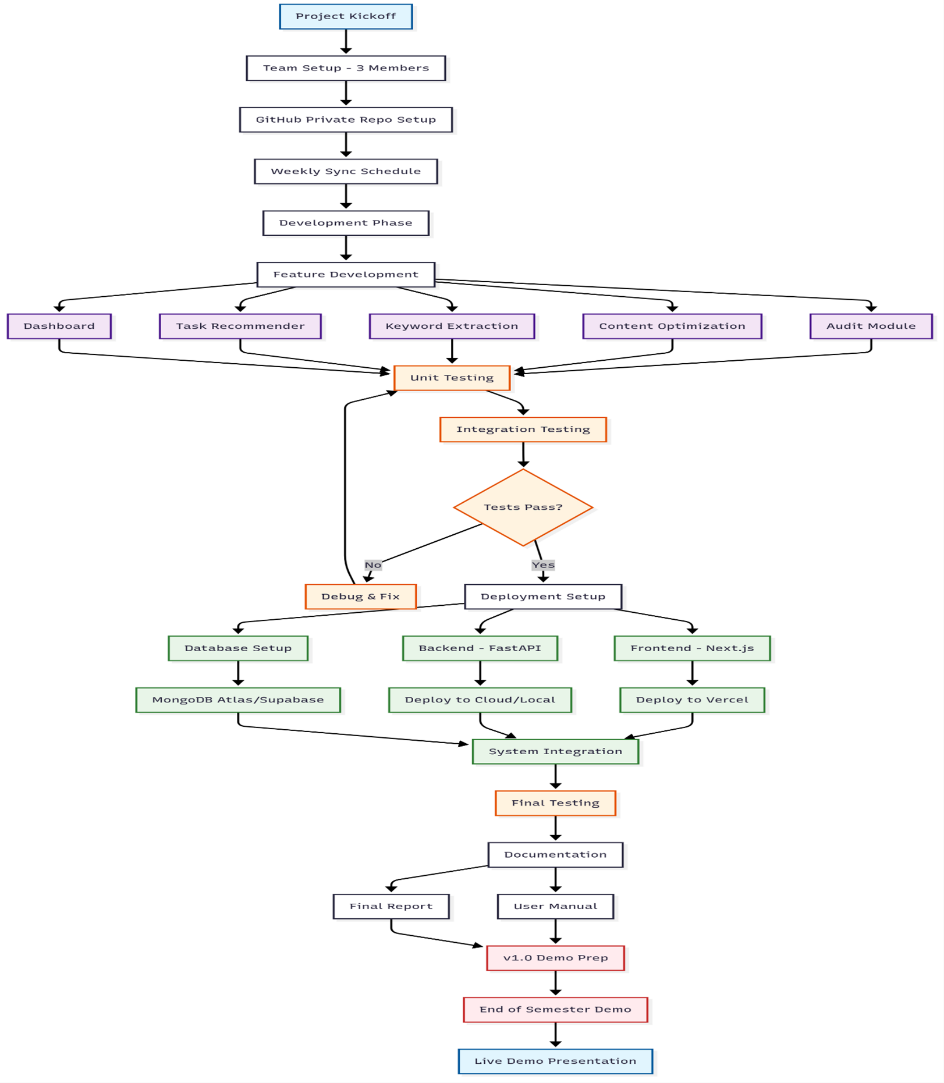 Project Kickoff
Team Setup - 3 Members
GitHub Private Repo Setup
Weekly Sync Schedule
Development Phase
Feature Development
Dashboard
Task Recommender
Keyword Extraction
Content Optimization
Audit Module
Unit Testing
Integration Testing
Tests Pass?
No
Yes
Debug & Fix
Deployment Setup
Database Setup
Backend - FastAPI
Frontend - Next.js
MongoDB Atlas/Supabase
Deploy to Cloud/Local
Deploy to Vercel
System Integration
Final Testing
Documentation
Final Report
User Manual
v1.0 Demo Prep
End of Semester Demo
Live Demo Presentation